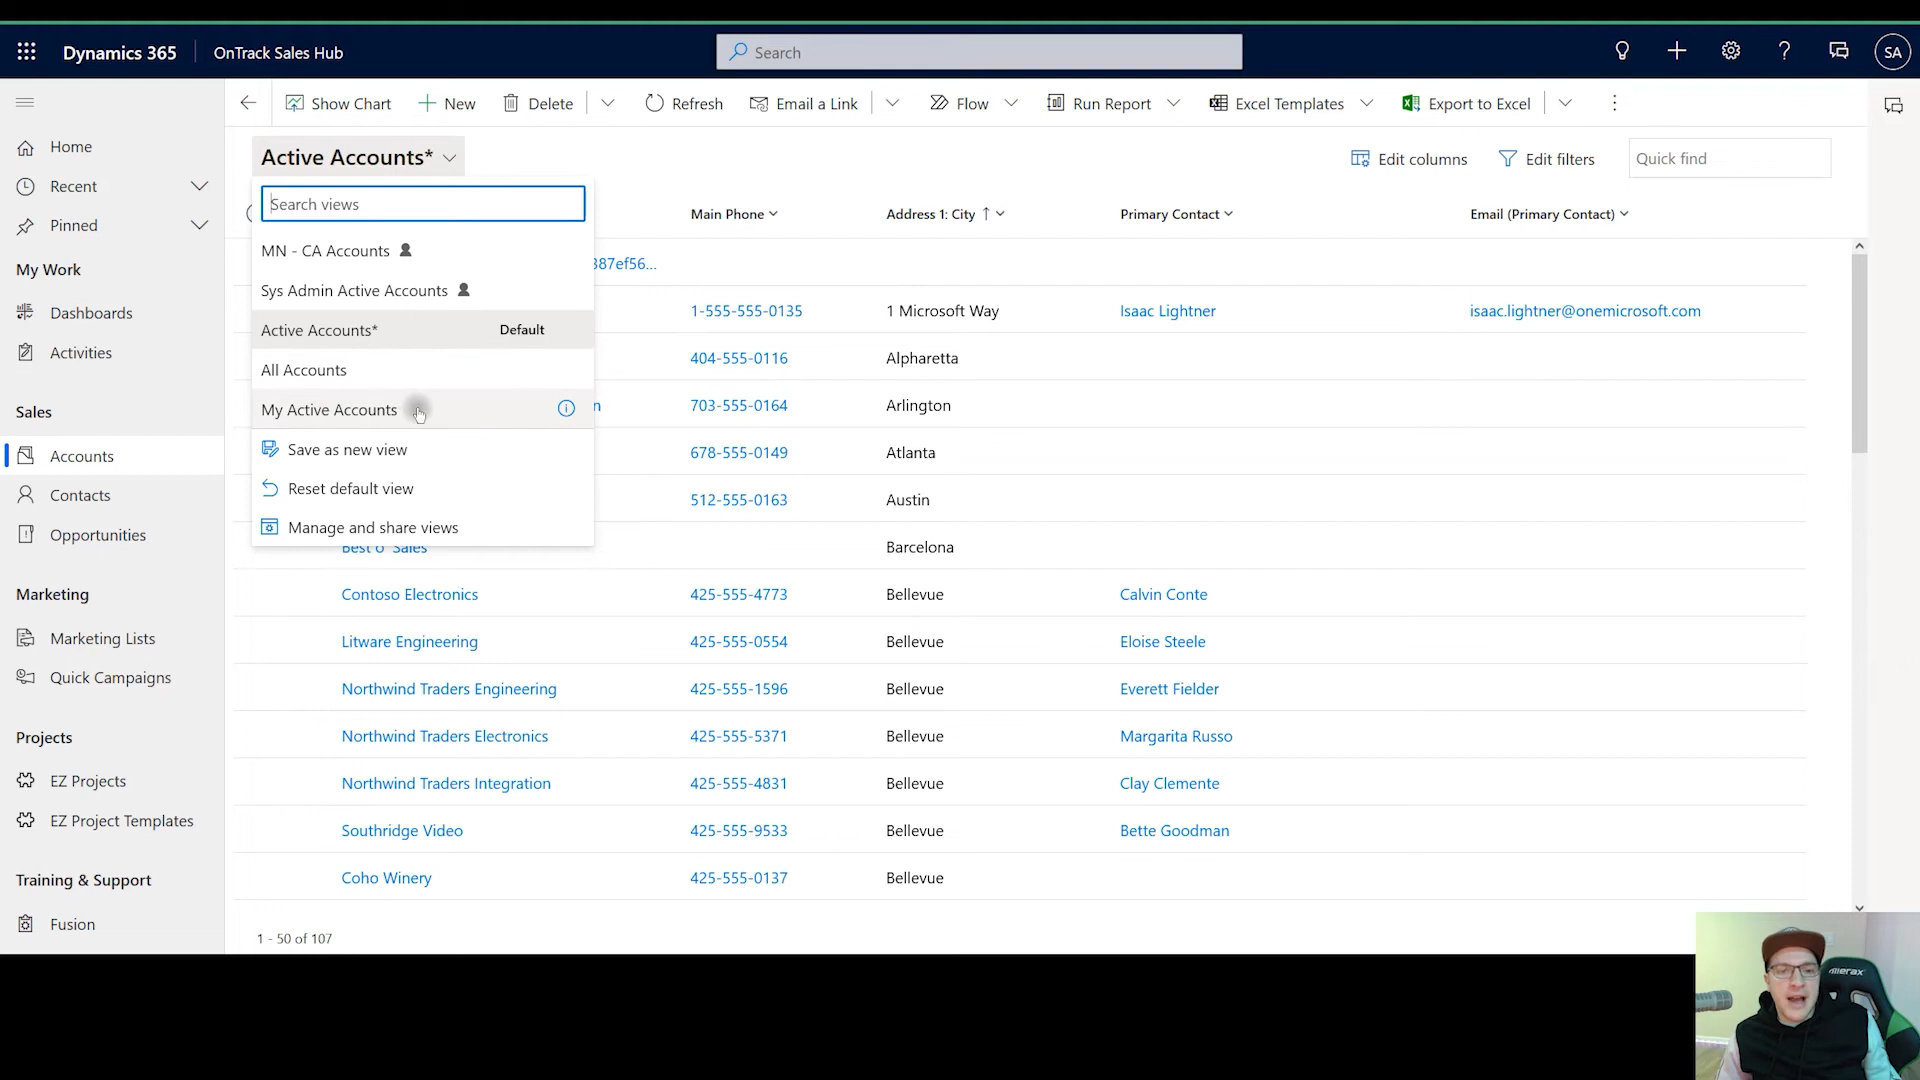 Dynamics 365
OnTrack Sales Hub
Search
SA
Show Chart
New
Delete
Refresh
Email a Link
Flow
Run Report
Excel Templates
Export to Excel
Home
Recent
Pinned
My Work
Dashboards
Activities
Sales
Accounts
Contacts
Opportunities
Marketing
Marketing Lists
Quick Campaigns
Projects
EZ Projects
EZ Project Templates
Training & Support
Fusion
Active Accounts*
Edit columns
Edit filters
Quick find
Search views
MN - CA Accounts
Sys Admin Active Accounts
Active Accounts* Default
All Accounts
My Active Accounts
Save as new view
Reset default view
Manage and share views
Main Phone Address 1: City Primary Contact Email (Primary Contact)
387ef56...
1-555-555-0135 1 Microsoft Way Isaac Lightner isaac.lightner@onemicrosoft.com
404-555-0116 Alpharetta
n 703-555-0164 Arlington
678-555-0149 Atlanta
512-555-0163 Austin
Best o' Sales Barcelona
Contoso Electronics 425-555-4773 Bellevue Calvin Conte
Litware Engineering 425-555-0554 Bellevue Eloise Steele
Northwind Traders Engineering 425-555-1596 Bellevue Everett Fielder
Northwind Traders Electronics 425-555-5371 Bellevue Margarita Russo
Northwind Traders Integration 425-555-4831 Bellevue Clay Clemente
Southridge Video 425-555-9533 Bellevue Bette Goodman
Coho Winery 425-555-0137 Bellevue
1 - 50 of 107